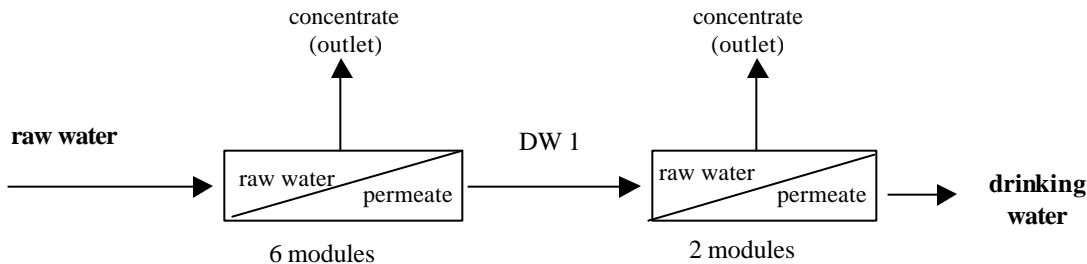 concentrate
(outlet)
concentrate
(outlet)
raw water
DW 1
raw water
permeate
raw water
permeate
drinking
water
6 modules
2 modules